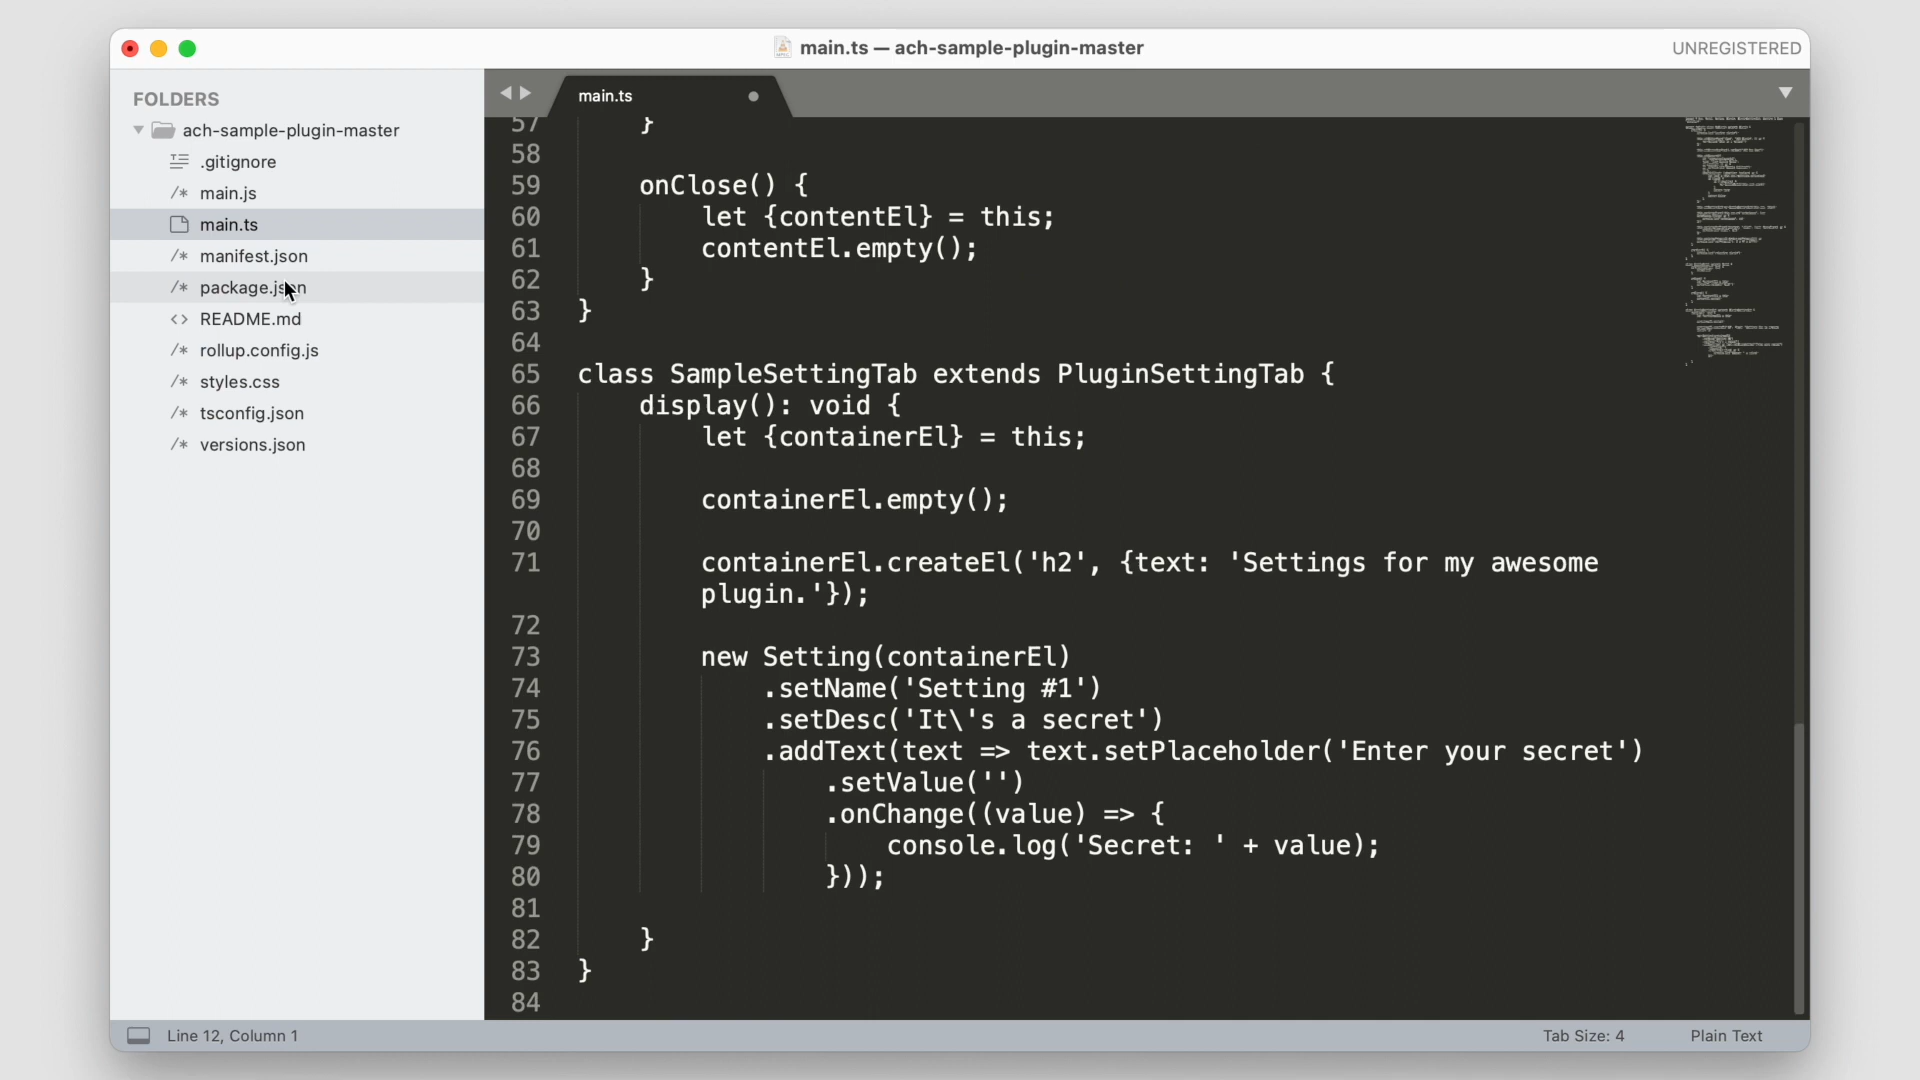 main.ts — ach-sample-plugin-master
UNREGISTERED
FOLDERS
ach-sample-plugin-master
.gitignore
/* main.js
main.ts
/* manifest.json
/* package.json
<> README.md
/* rollup.config.js
/* styles.css
/* tsconfig.json
/* versions.json
main.ts
57 }
58
59 onClose() {
60 let {contentEl} = this;
61 contentEl.empty();
62 }
63 }
64
65 class SampleSettingTab extends PluginSettingTab {
66 display(): void {
67 let {containerEl} = this;
68
69 containerEl.empty();
70
71 containerEl.createEl('h2', {text: 'Settings for my awesome
plugin.'});
72
73 new Setting(containerEl)
74 .setName('Setting #1')
75 .setDesc('It\'s a secret')
76 .addText(text => text.setPlaceholder('Enter your secret')
77 .setValue('')
78 .onChange((value) => {
79 console.log('Secret: ' + value);
80 }));
81
82 }
83 }
84
Line 12, Column 1
Tab Size: 4
Plain Text